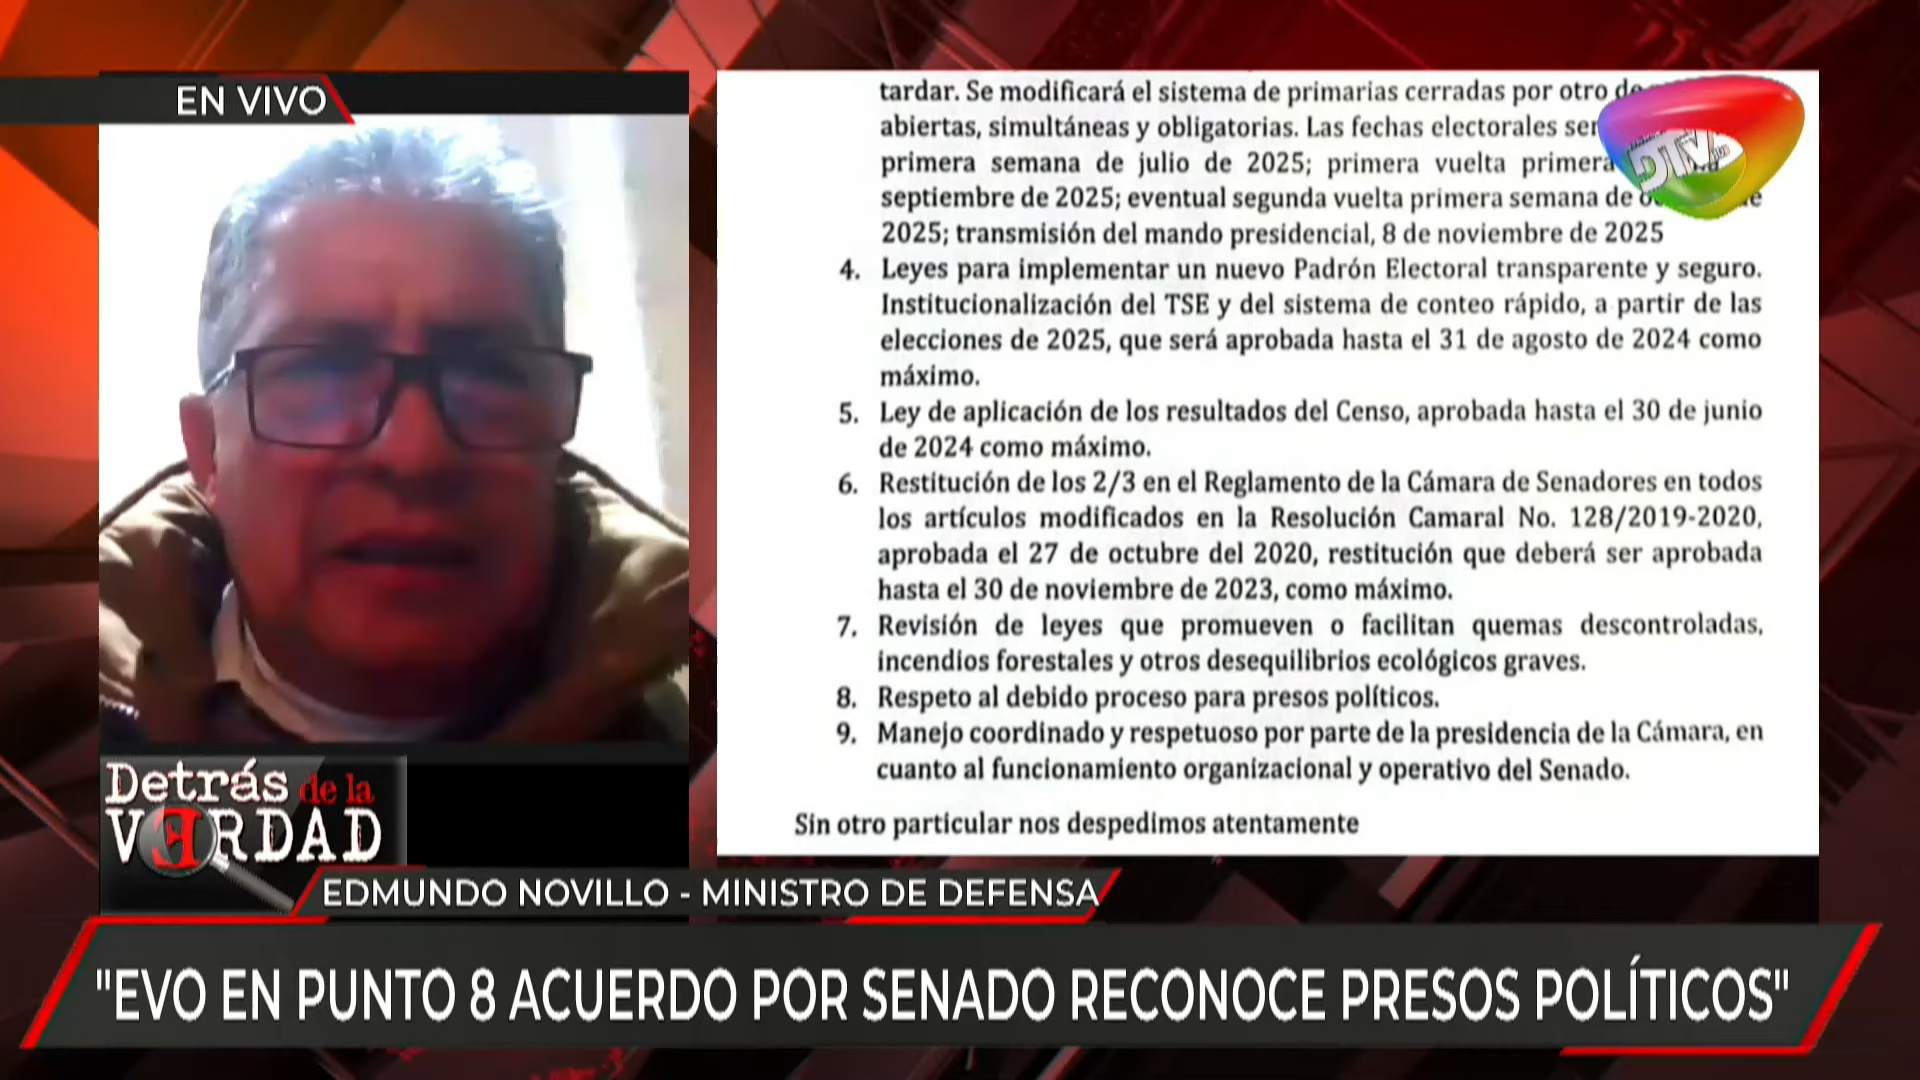 EN VIVO
tardar. Se modificará el sistema de primarias cerradas por otro de
abiertas, simultáneas y obligatorias. Las fechas electorales
primera semana de julio de 2025; primera vuelta primera
septiembre de 2025; eventual segunda vuelta primera semana de
2025; transmisión del mando presidencial, 8 de noviembre de 2025
4. Leyes para implementar un nuevo Padrón Electoral transparente y seguro.
Institucionalización del TSE y del sistema de conteo rápido, a partir de las
elecciones de 2025, que será aprobada hasta el 31 de agosto de 2024 como
máximo.
5. Ley de aplicación de los resultados del Censo, aprobada hasta el 30 de junio
de 2024 como máximo.
6. Restitución de los 2/3 en el Reglamento de la Cámara de Senadores en todos
los artículos modificados en la Resolución Camaral No. 128/2019-2020,
aprobada el 27 de octubre del 2020, restitución que deberá ser aprobada
hasta el 30 de noviembre de 2023, como máximo.
7. Revisión de leyes que promueven o facilitan quemas descontroladas,
incendios forestales y otros desequilibrios ecológicos graves.
8. Respeto al debido proceso para presos políticos.
9. Manejo coordinado y respetuoso por parte de la presidencia de la Cámara, en
cuanto al funcionamiento organizacional y operativo del Senado.
Sin otro particular nos despedimos atentamente
DTV
Detrás de la
VERDAD
EDMUNDO NOVILLO - MINISTRO DE DEFENSA
"EVO EN PUNTO 8 ACUERDO POR SENADO RECONOCE PRESOS POLÍTICOS"